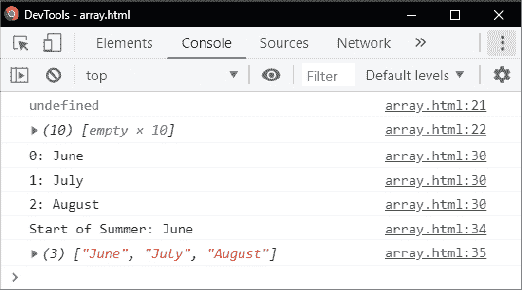 DevTools - array.html
Elements Console Sources Network »
top Filter Default levels
undefined array.html:21
(10) [empty × 10] array.html:22
0: June array.html:30
1: July array.html:30
2: August array.html:30
Start of Summer: June array.html:34
(3) ["June", "July", "August"] array.html:35